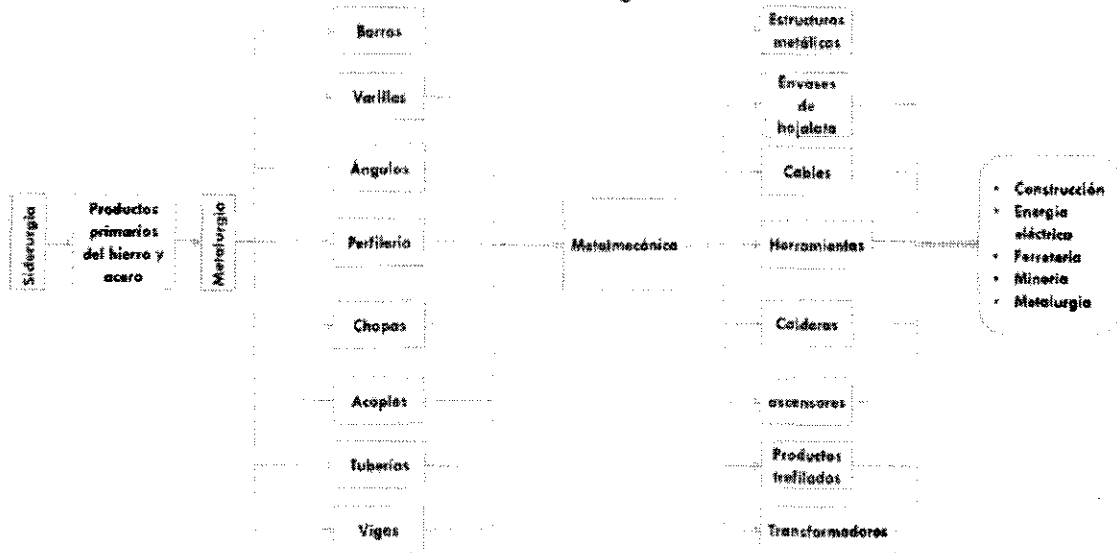 Siderurgia
Productos
primarios
del hierro y
acero
Metalurgia
Barras
Varillas
Ángulos
Perfilería
Chapas
Acoples
Tuberías
Vigas
Metalmecánica
Estructuras
metálicas
Envases
de
hojalata
Cables
Herramientas
Calderas
ascensores
Productos
trefilados
Transformadores
• Construcción
• Energía
eléctrica
• Ferretería
• Minería
• Metalurgia